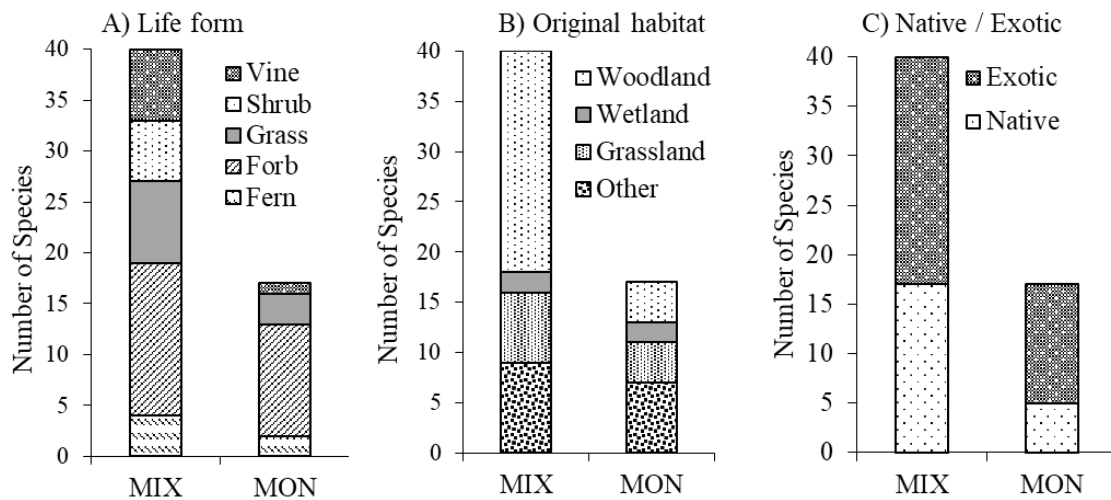 A) Life form
Number of Species
40
35
30
25
20
15
10
5
0
Vine
Shrub
Grass
Forb
Fern
MIX MON
B) Original habitat
Number of Species
40
35
30
25
20
15
10
5
0
Woodland
Wetland
Grassland
Other
MIX MON
C) Native / Exotic
Number of Species
40
35
30
25
20
15
10
5
0
Exotic
Native
MIX MON